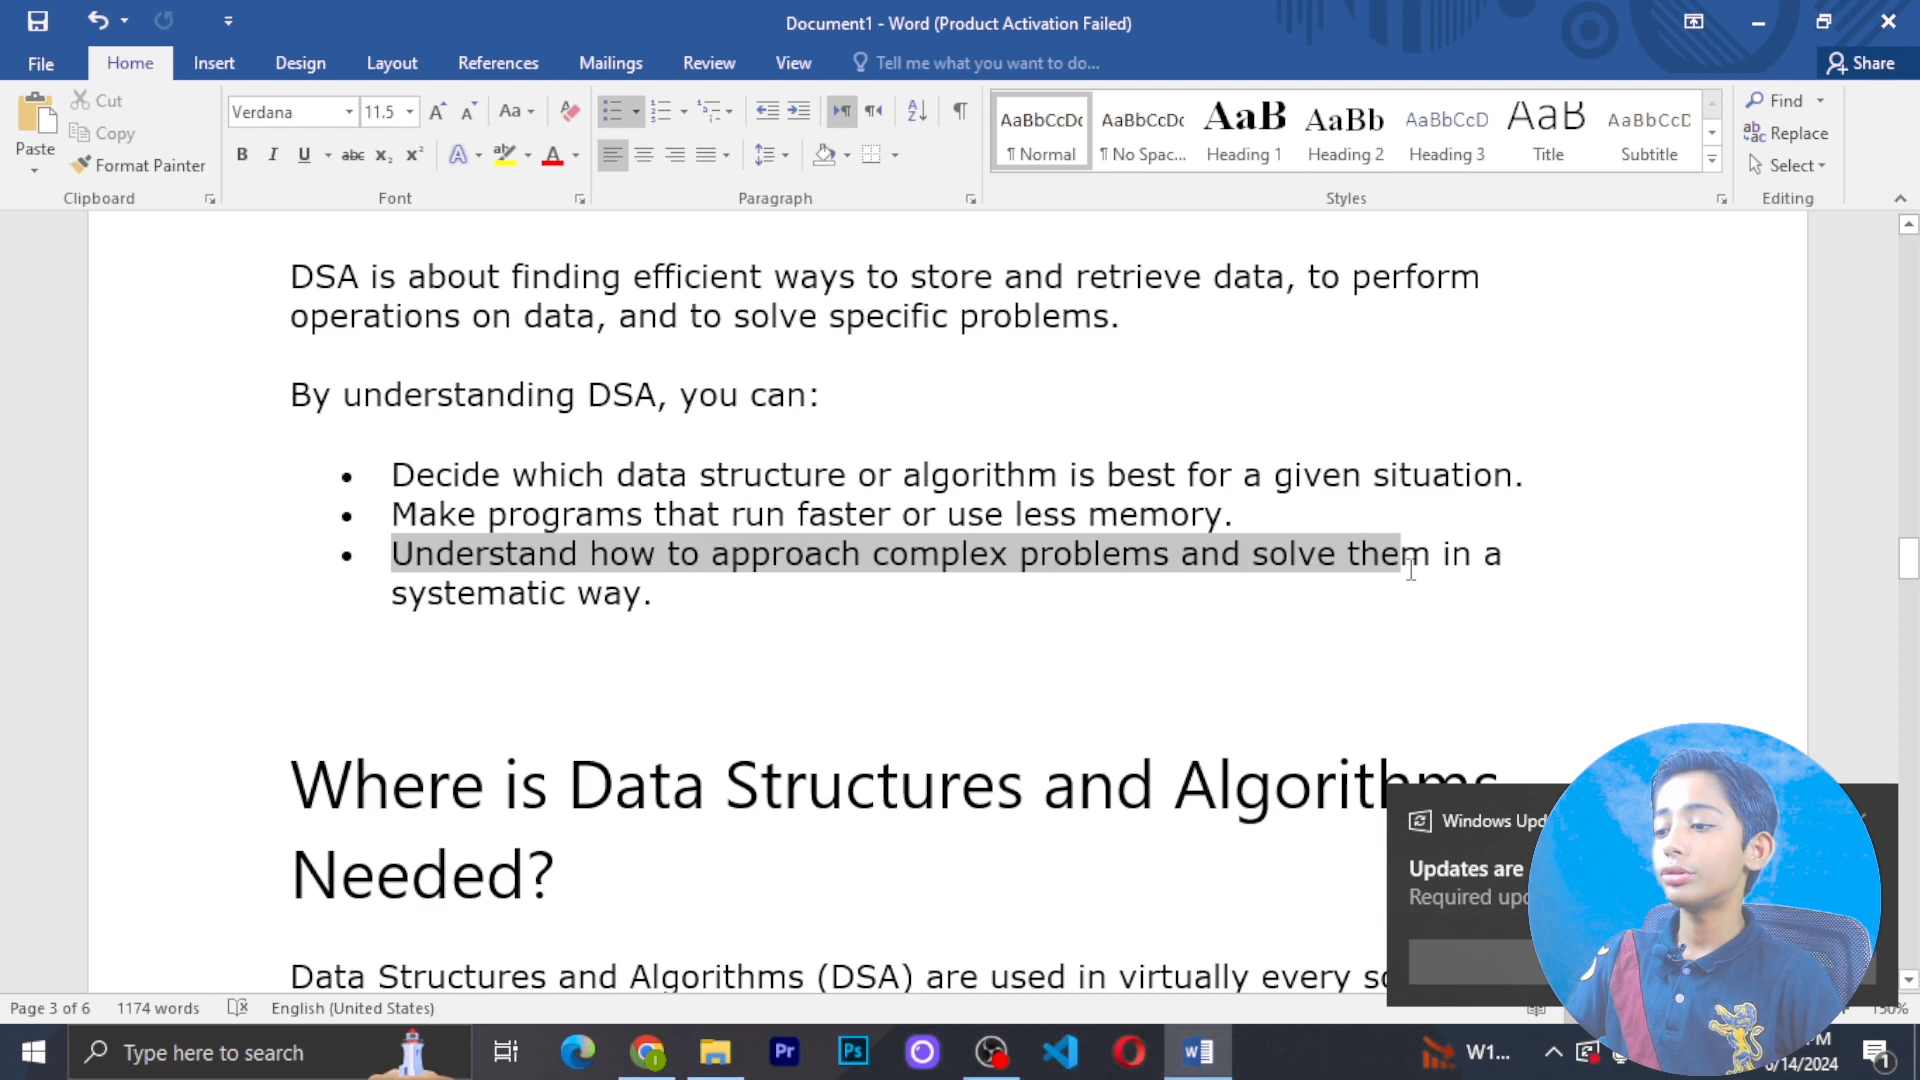 Document1 - Word (Product Activation Failed)
File Home Insert Design Layout References Mailings Review View Tell me what you want to do... Share
Paste Cut Copy Format Painter
Verdana 11.5
AaBbCcDc ¶ Normal
AaBbCcDc ¶ No Spac...
AaB Heading 1
AaBb Heading 2
AaBbCcD Heading 3
AaB Title
AaBbCcD Subtitle
Find
Replace
Select
Clipboard Font Paragraph Styles Editing
DSA is about finding efficient ways to store and retrieve data, to perform
operations on data, and to solve specific problems.
By understanding DSA, you can:
• Decide which data structure or algorithm is best for a given situation.
• Make programs that run faster or use less memory.
• Understand how to approach complex problems and solve them in a
systematic way.
Where is Data Structures and Algorithms
Needed?
Data Structures and Algorithms (DSA) are used in virtually every
Windows
Updates are
Required
Page 3 of 6 1174 words English (United States) 150%
Type here to search W1... 1